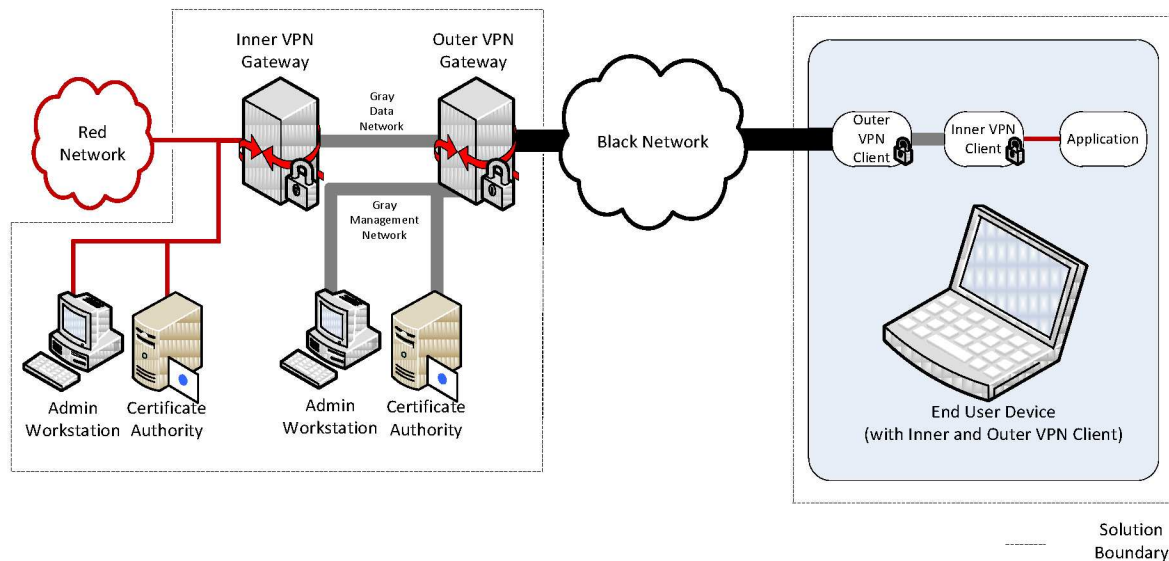 Inner VPN
Gateway
Outer VPN
Gateway
Gray
Data
Network
Red
Network
Black Network
Outer
VPN
Client
Inner VPN
Client
Application
Gray
Management
Network
Admin
Workstation
Certificate
Authority
Admin
Workstation
Certificate
Authority
End User Device
(with Inner and Outer VPN Client)
Solution
Boundary